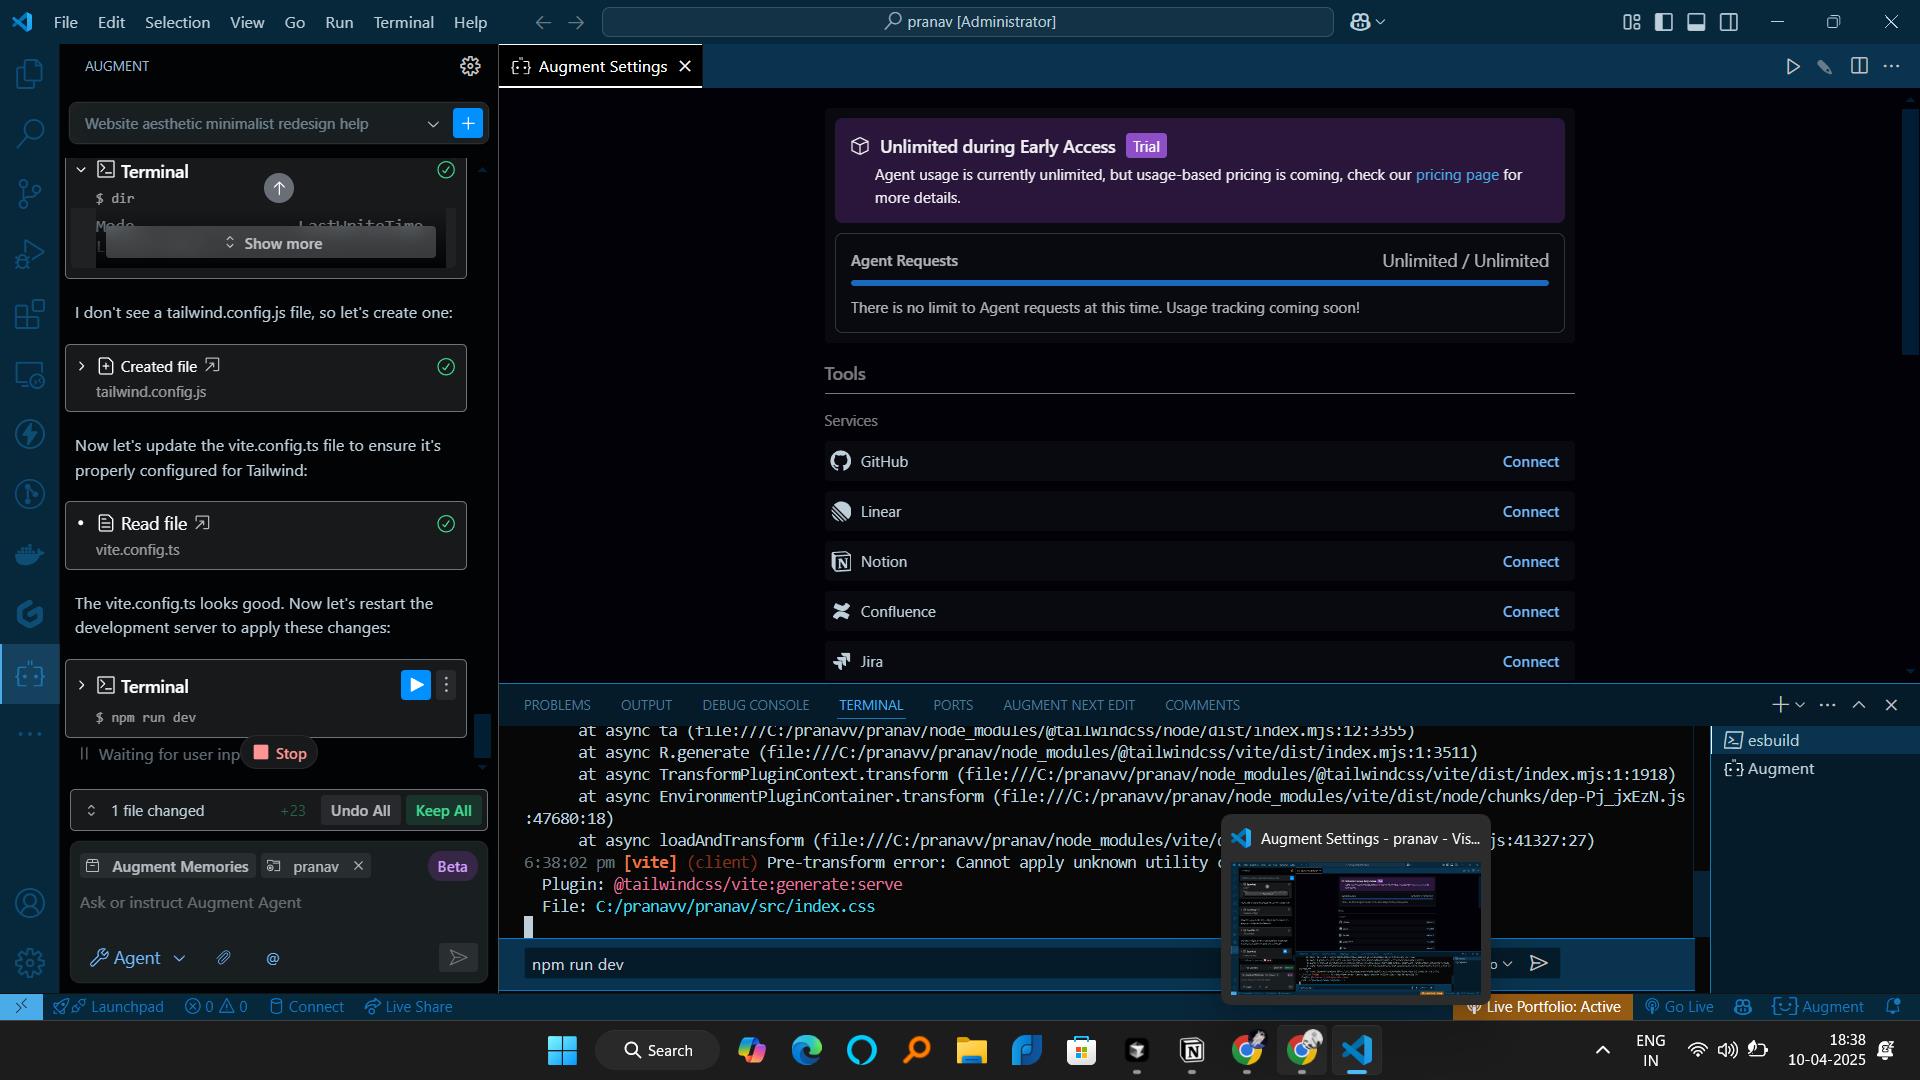 File Edit Selection View Go Run Terminal Help
pranav [Administrator]
AUGMENT
Website aesthetic minimalist redesign help
Terminal
$ dir
Mode LastWriteTime
Show more
I don't see a tailwind.config.js file, so let's create one:
Created file
tailwind.config.js
Now let's update the vite.config.ts file to ensure it's
properly configured for Tailwind:
Read file
vite.config.ts
The vite.config.ts looks good. Now let's restart the
development server to apply these changes:
Terminal
$ npm run dev
Waiting for user inp
Stop
1 file changed +23 Undo All Keep All
Augment Memories pranav Beta
Ask or instruct Augment Agent
Agent @
Augment Settings
Unlimited during Early Access Trial
Agent usage is currently unlimited, but usage-based pricing is coming, check our pricing page for
more details.
Agent Requests Unlimited / Unlimited
There is no limit to Agent requests at this time. Usage tracking coming soon!
Tools
Services
GitHub Connect
Linear Connect
Notion Connect
Confluence Connect
Jira Connect
PROBLEMS OUTPUT DEBUG CONSOLE TERMINAL PORTS AUGMENT NEXT EDIT COMMENTS
at async ta (file:///C:/pranavv/pranav/node_modules/@tailwindcss/node/dist/index.mjs:12:3355)
at async R.generate (file:///C:/pranavv/pranav/node_modules/@tailwindcss/vite/dist/index.mjs:1:3511)
at async TransformPluginContext.transform (file:///C:/pranavv/pranav/node_modules/@tailwindcss/vite/dist/index.mjs:1:1918)
at async EnvironmentPluginContainer.transform (file:///C:/pranavv/pranav/node_modules/vite/dist/node/chunks/dep-Pj_jxEzN.js
:47680:18)
at async loadAndTransform (file:///C:/pranavv/pranav/node_modules/vite/ js:41327:27)
6:38:02 pm [vite] (client) Pre-transform error: Cannot apply unknown utility
Plugin: @tailwindcss/vite:generate:serve
File: C:/pranavv/pranav/src/index.css
npm run dev
esbuild
Augment
Augment Settings - pranav - Vis...
Launchpad 0 0 Connect Live Share
Live Portfolio: Active Go Live Augment
Search
ENG
IN
18:38
10-04-2025